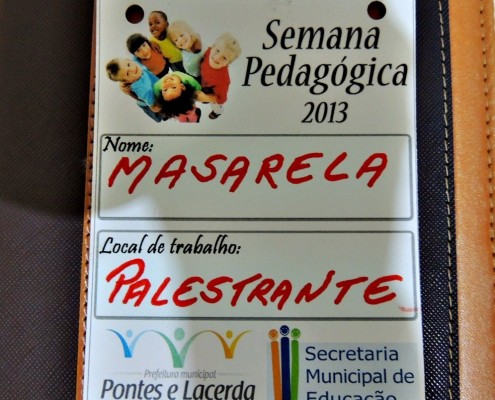 Semana
Pedagógica
2013
Nome:
MASARELA
Local de trabalho:
PALESTRANTE
Prefeitura municipal
Pontes e Lacerda
Secretaria
Municipal de
Educação